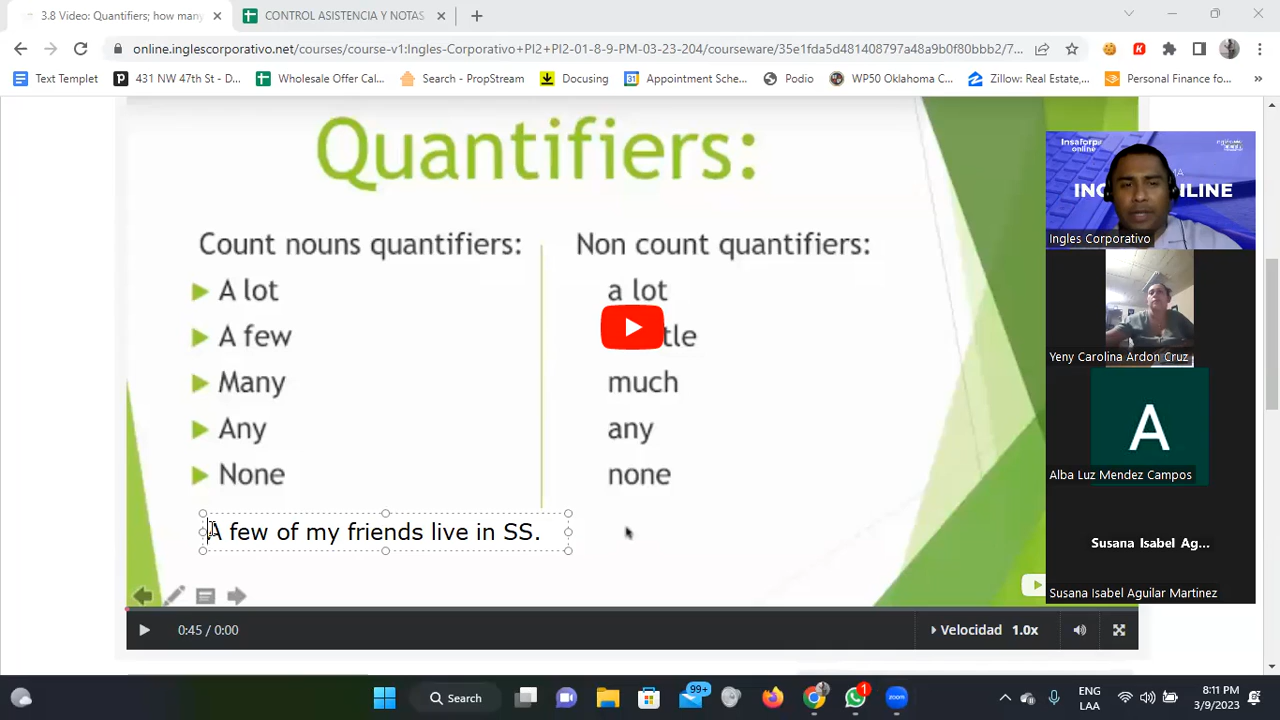 3.8 Video: Quantifiers; how many
CONTROL ASISTENCIA Y NOTAS
online.inglescorporativo.net/courses/course-v1:Ingles-Corporativo+PI2+PI2-01-8-9-PM-03-23-204/courseware/35e1fda5d481408797a48a9b0f80bbb2/7...
Text Templet
431 NW 47th St - D...
Wholesale Offer Cal...
Search - PropStream
Docusing
Appointment Sche...
Podio
WP50 Oklahoma C...
Zillow: Real Estate,...
Personal Finance fo...
Quantifiers:
Count nouns quantifiers:
A lot
A few
Many
Any
None
Non count quantifiers:
a lot
tle
much
any
none
A few of my friends live in SS.
0:45 / 0:00
Velocidad 1.0x
Insaforp
online
Ingles Corporativo
Yeny Carolina Ardon Cruz
A
Alba Luz Mendez Campos
Susana Isabel Ag...
Susana Isabel Aguilar Martinez
Search
99+
1
zoom
ENG
LAA
8:11 PM
3/9/2023